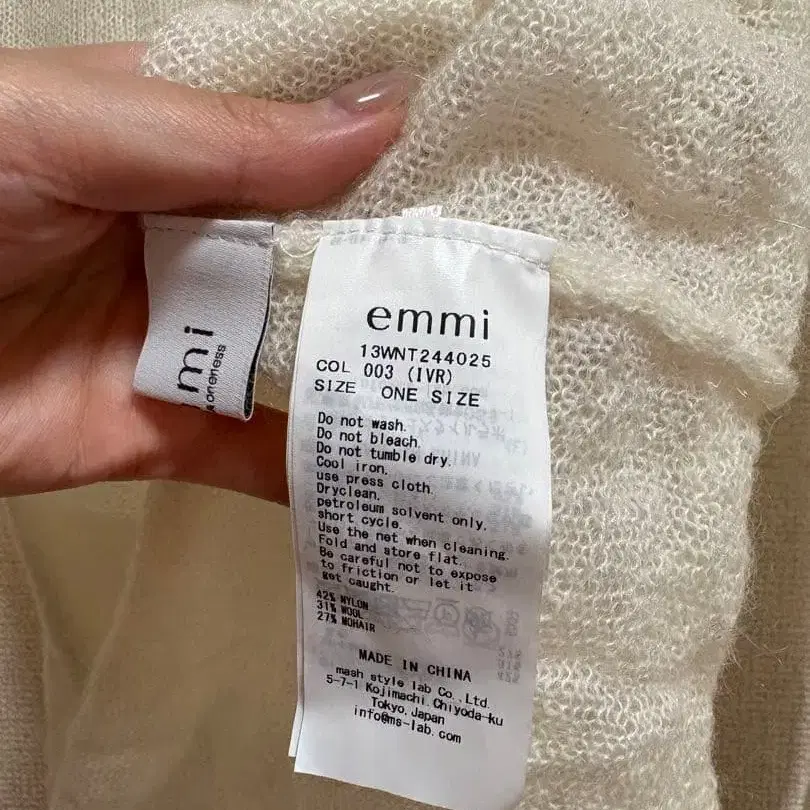 emmi
13WNT244025
COL 003 (IVR)
SIZE ONE SIZE
Do not wash.
Do not bleach.
Do not tumble dry.
Cool iron.
use press cloth.
Dryclean.
petroleum solvent only,
short cycle.
Use the net when cleaning.
Fold and store flat.
Be careful not to expose
to friction or let it
get caught.
42% NYLON
31% WOOL
27% MOHAIR
MADE IN CHINA
mash style lab Co., Ltd.
5-7-1 Kojimachi, Chiyoda-ku
Tokyo, Japan
info@ms-lab.com
mi
oneness